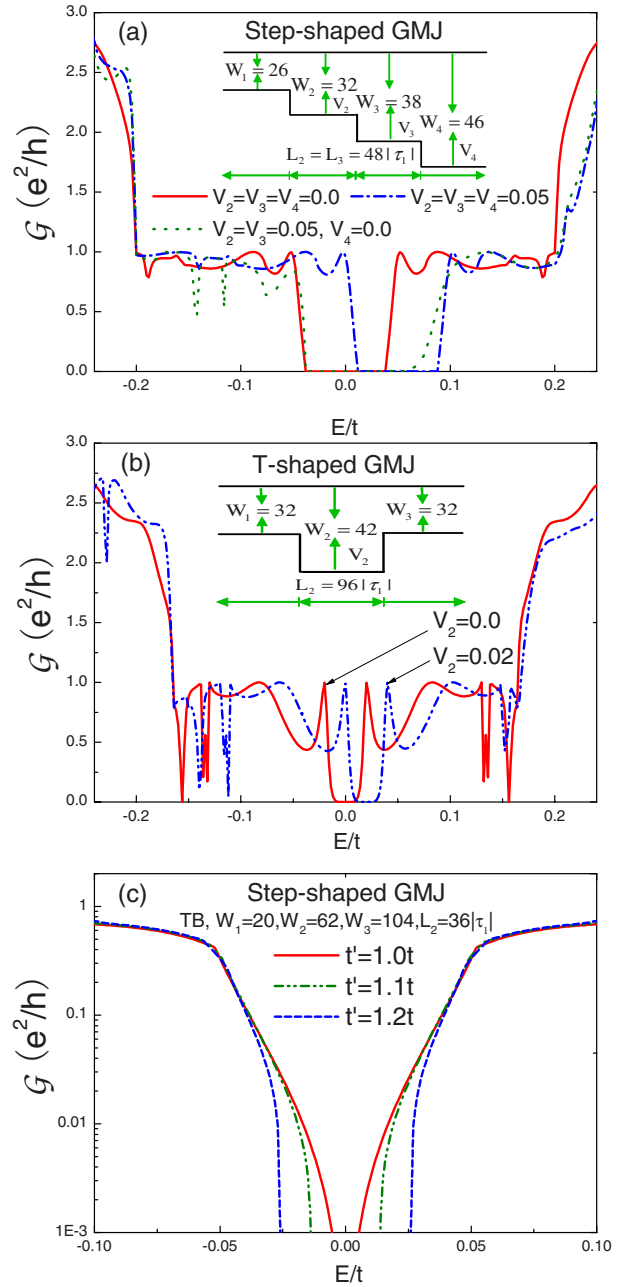 (a) Step-shaped GMJ
W₁=26
W₂=32
V₂
W₃=38
V₃
W₄=46
V₄
L₂=L₃=48|τ₁|
V₂=V₃=V₄=0.0
V₂=V₃=V₄=0.05
V₂=V₃=0.05, V₄=0.0
3.0
2.5
2.0
1.5
1.0
0.5
0.0
𝒢 (e²/h)
-0.2 -0.1 0.0 0.1 0.2
E/t
(b) T-shaped GMJ
W₁=32
W₂=42
V₂
W₃=32
L₂=96|τ₁|
V₂=0.0
V₂=0.02
3.0
2.5
2.0
1.5
1.0
0.5
0.0
𝒢 (e²/h)
-0.2 -0.1 0.0 0.1 0.2
E/t
(c) Step-shaped GMJ
TB, W₁=20,W₂=62,W₃=104,L₂=36|τ₁|
t'=1.0t
t'=1.1t
t'=1.2t
1
0.1
0.01
1E-3
𝒢 (e²/h)
-0.10 -0.05 0.00 0.05 0.10
E/t